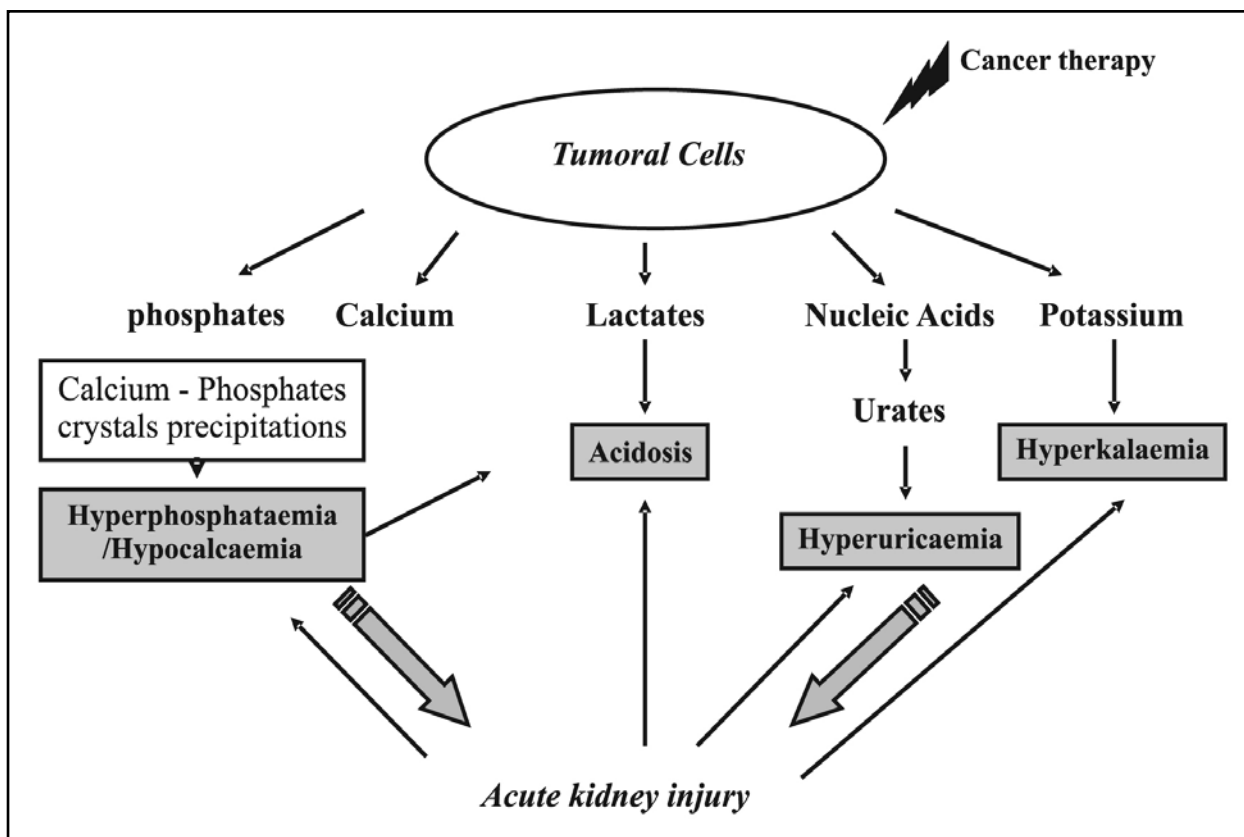 Cancer therapy
Tumoral Cells
phosphates
Calcium
Lactates
Nucleic Acids
Potassium
Calcium - Phosphates
crystals precipitations
Urates
Acidosis
Hyperkalaemia
Hyperphosphataemia
/Hypocalcaemia
Hyperuricaemia
Acute kidney injury